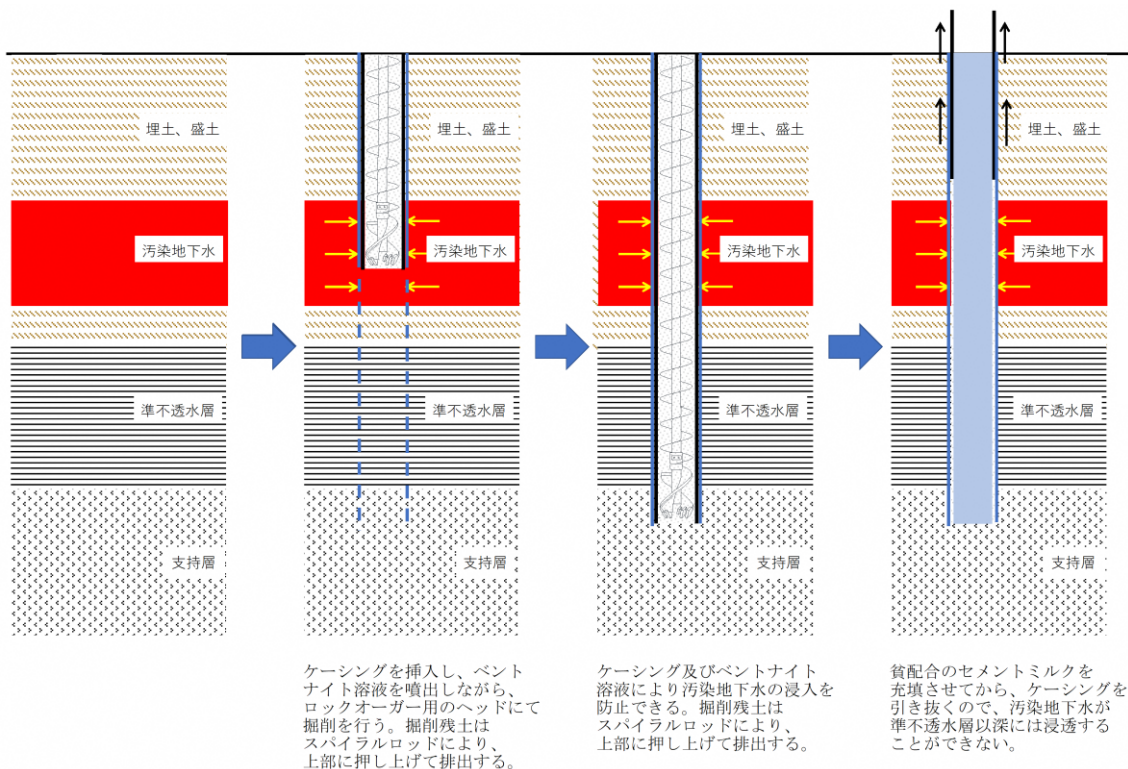 埋土、盛土
埋土、盛土
埋土、盛土
埋土、盛土
汚染地下水
汚染地下水
汚染地下水
汚染地下水
準不透水層
準不透水層
準不透水層
準不透水層
支持層
支持層
支持層
支持層
ケーシングを挿入し、ベント
ナイト溶液を噴出しながら、
ロックオーガー用のヘッドにて
掘削を行う。掘削残土は
スパイラルロッドにより、
上部に押し上げて排出する。
ケーシング及びベントナイト
溶液により汚染地下水の浸入を
防止できる。掘削残土は
スパイラルロッドにより、
上部に押し上げて排出する。
貧配合のセメントミルクを
充填させてから、ケーシングを
引き抜くので、汚染地下水が
準不透水層以深には浸透する
ことができない。